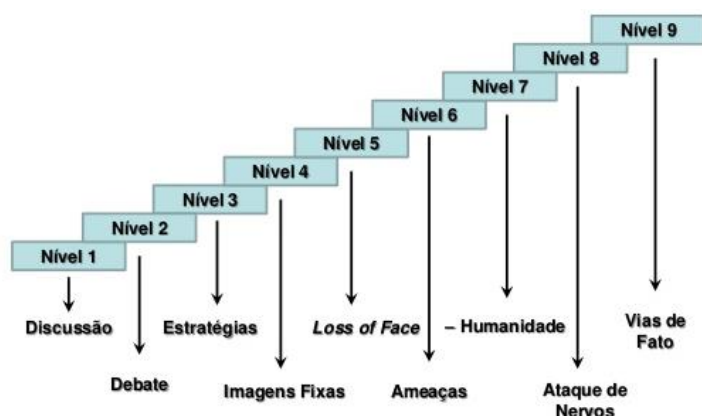 Nível 9
Nível 8
Nível 7
Nível 6
Nível 5
Nível 4
Nível 3
Nível 2
Nível 1
Discussão
Estratégias
Loss of Face
– Humanidade
Vias de
Fato
Debate
Imagens Fixas
Ameaças
Ataque de
Nervos